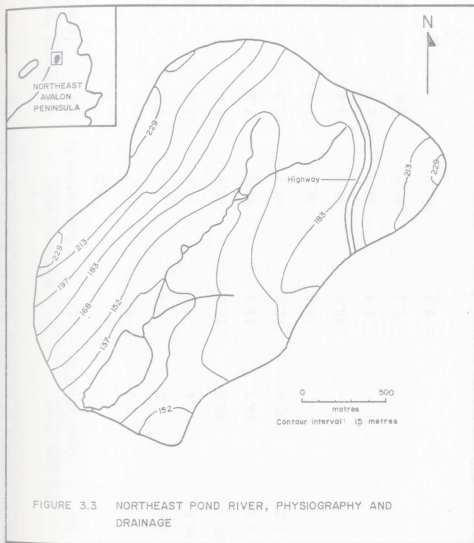 NORTHEAST
AVALON
PENINSULA
N
229
229
213
197
183
168
152
137
Highway
183
213
229
152
0 500
metres
Contour interval: 15 metres
FIGURE 3.3 NORTHEAST POND RIVER, PHYSIOGRAPHY AND
DRAINAGE